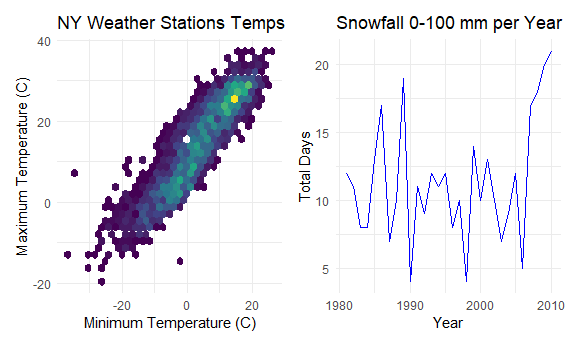 NY Weather Stations Temps
Maximum Temperature (C)
40
20
0
-20
-20
0
20
Minimum Temperature (C)
Snowfall 0-100 mm per Year
Total Days
20
15
10
5
1980
1990
2000
2010
Year